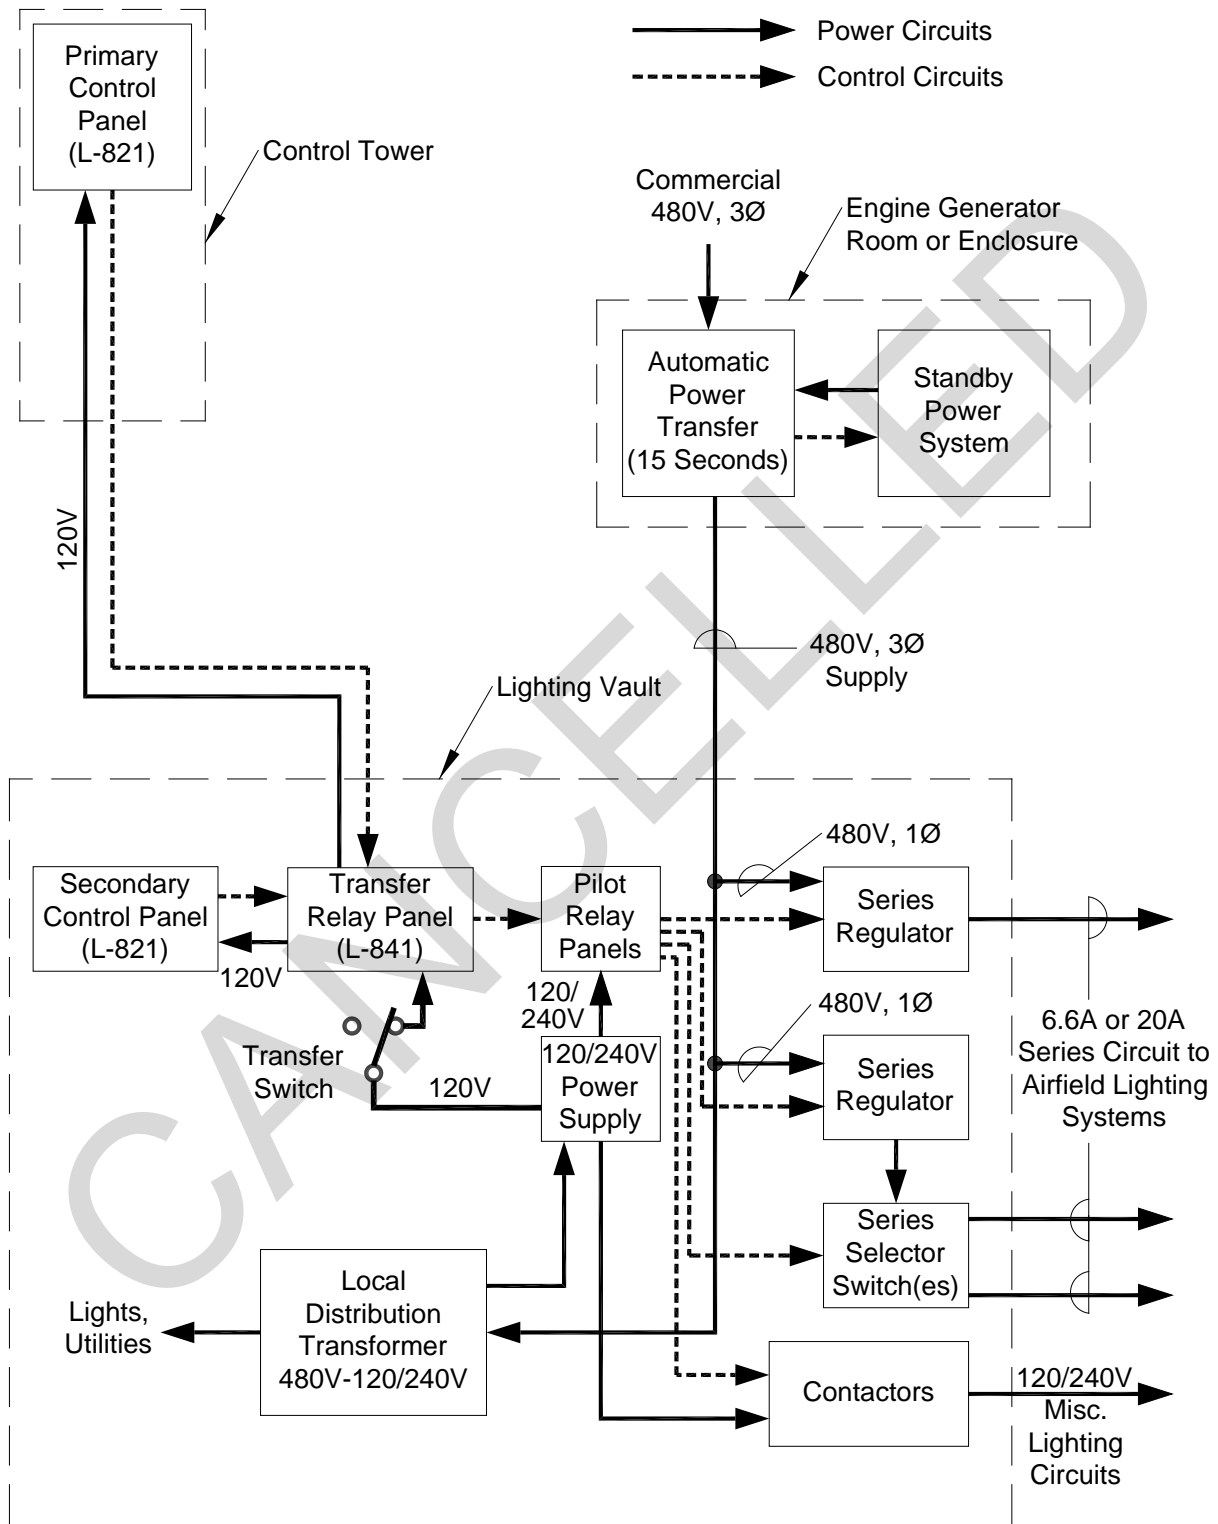 Primary
Control
Panel
(L-821)
Power Circuits
Control Circuits
Control Tower
Commercial
480V, 3Ø
Engine Generator
Room or Enclosure
Automatic
Power
Transfer
(15 Seconds)
Standby
Power
System
120V
480V, 3Ø
Supply
Lighting Vault
480V, 1Ø
Secondary
Control Panel
(L-821)
Transfer
Relay Panel
(L-841)
Pilot
Relay
Panels
Series
Regulator
120V
120/
240V
480V, 1Ø
Transfer
Switch
120V
120/240V
Power
Supply
Series
Regulator
6.6A or 20A
Series Circuit to
Airfield Lighting
Systems
Series
Selector
Switch(es)
Lights,
Utilities
Local
Distribution
Transformer
480V-120/240V
Contactors
120/240V
Misc.
Lighting
Circuits
CANCELLED